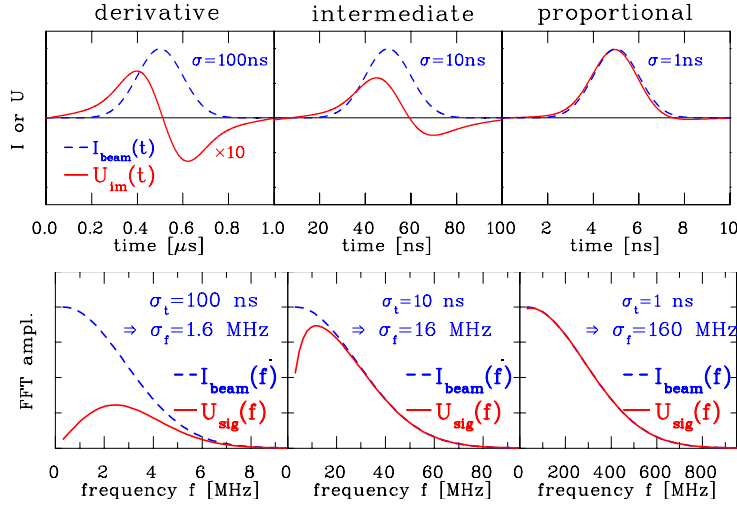 derivative intermediate proportional
I or U
σ=100ns
σ=10ns
σ=1ns
I_beam(t)
U_im(t)
×10
0.0 0.2 0.4 0.6 0.8 1.0 20 40 60 80 100 2 4 6 8 10
time [μs] time [ns] time [ns]
FFT ampl.
σ_t=100 ns
⇒ σ_f=1.6 MHz
I_beam(f)
U_sig(f)
σ_t=10 ns
⇒ σ_f=16 MHz
I_beam(f)
U_sig(f)
σ_t=1 ns
⇒ σ_f=160 MHz
I_beam(f)
U_sig(f)
0 2 4 6 8 0 20 40 60 80 0 200 400 600 800
frequency f [MHz] frequency f [MHz] frequency f [MHz]